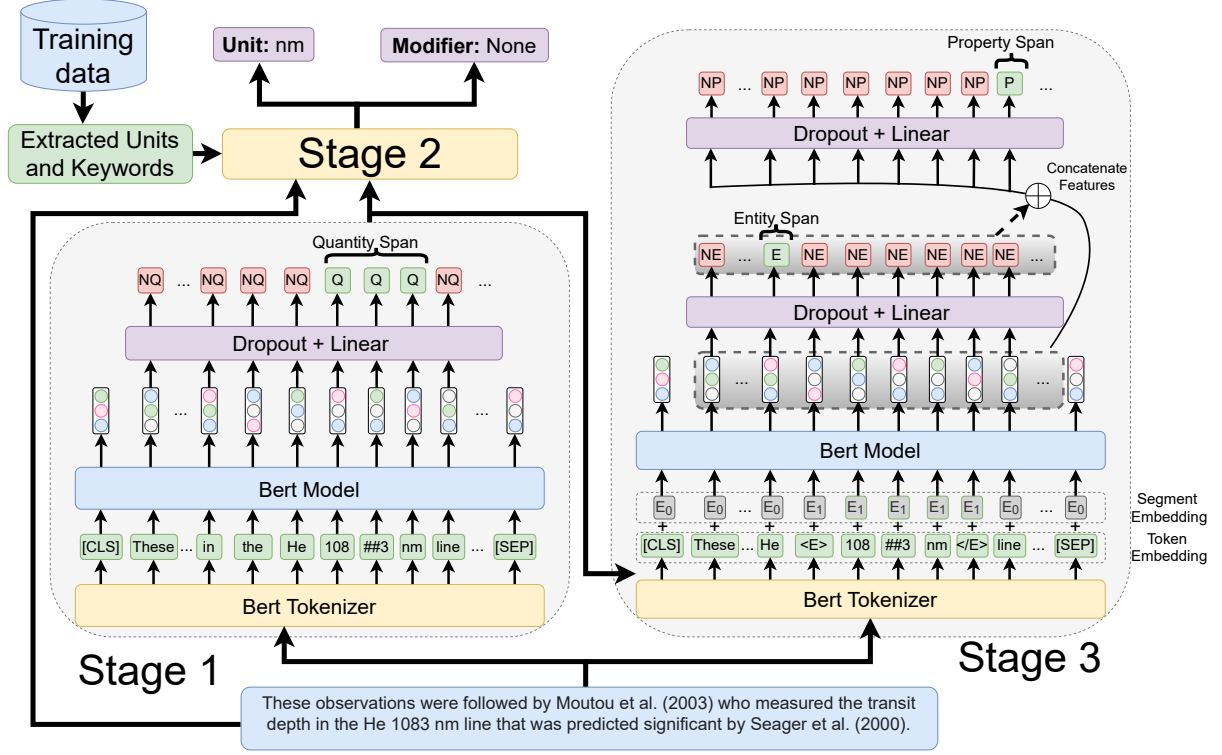 Training
data
Unit: nm
Modifier: None
Extracted Units
and Keywords
Stage 2
Quantity Span
NQ ... NQ NQ NQ Q Q Q NQ ...
Dropout + Linear
... ...
Bert Model
[CLS] These ... in the He 108 ##3 nm line ... [SEP]
Bert Tokenizer
Stage 1
Property Span
NP ... NP NP NP NP NP NP P ...
Dropout + Linear
Concatenate
Features
Entity Span
NE ... E NE NE NE NE NE NE ...
Dropout + Linear
... ...
Bert Model
E0 E0 ... E0 E1 E1 E1 E1 E1 E0 ... E0
Segment
Embedding
+ + + + + + + + + +
[CLS] These ... He <E> 108 ##3 nm </E> line ... [SEP]
Token
Embedding
Bert Tokenizer
Stage 3
These observations were followed by Moutou et al. (2003) who measured the transit
depth in the He 1083 nm line that was predicted significant by Seager et al. (2000).